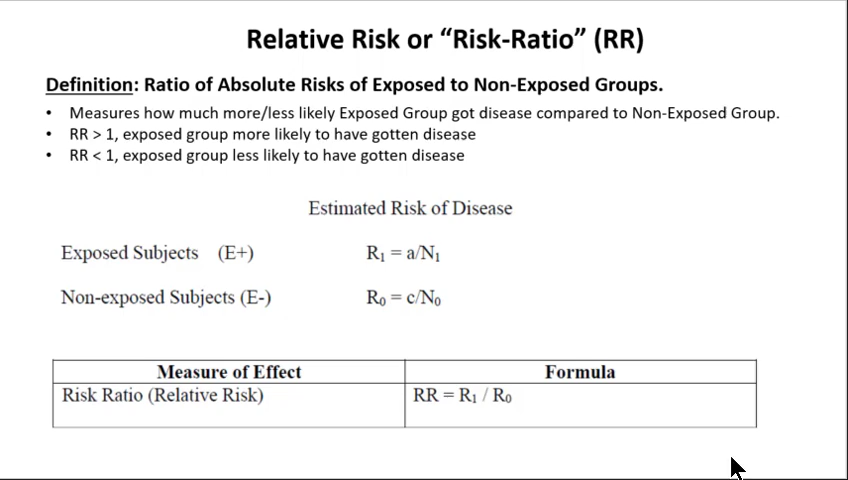 Relative Risk or “Risk-Ratio” (RR)
Definition: Ratio of Absolute Risks of Exposed to Non-Exposed Groups.
• Measures how much more/less likely Exposed Group got disease compared to Non-Exposed Group.
• RR > 1, exposed group more likely to have gotten disease
• RR < 1, exposed group less likely to have gotten disease
Estimated Risk of Disease
Exposed Subjects (E+) R₁ = a/N₁
Non-exposed Subjects (E-) R₀ = c/N₀
Measure of Effect Formula
Risk Ratio (Relative Risk) RR = R₁ / R₀